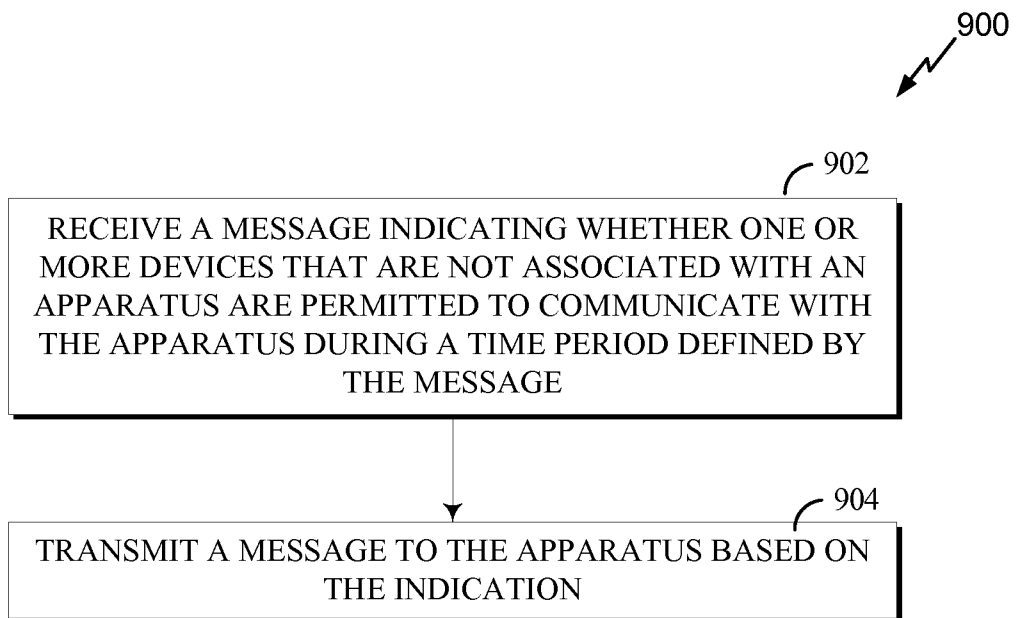 900
902
RECEIVE A MESSAGE INDICATING WHETHER ONE OR
MORE DEVICES THAT ARE NOT ASSOCIATED WITH AN
APPARATUS ARE PERMITTED TO COMMUNICATE WITH
THE APPARATUS DURING A TIME PERIOD DEFINED BY
THE MESSAGE
904
TRANSMIT A MESSAGE TO THE APPARATUS BASED ON
THE INDICATION